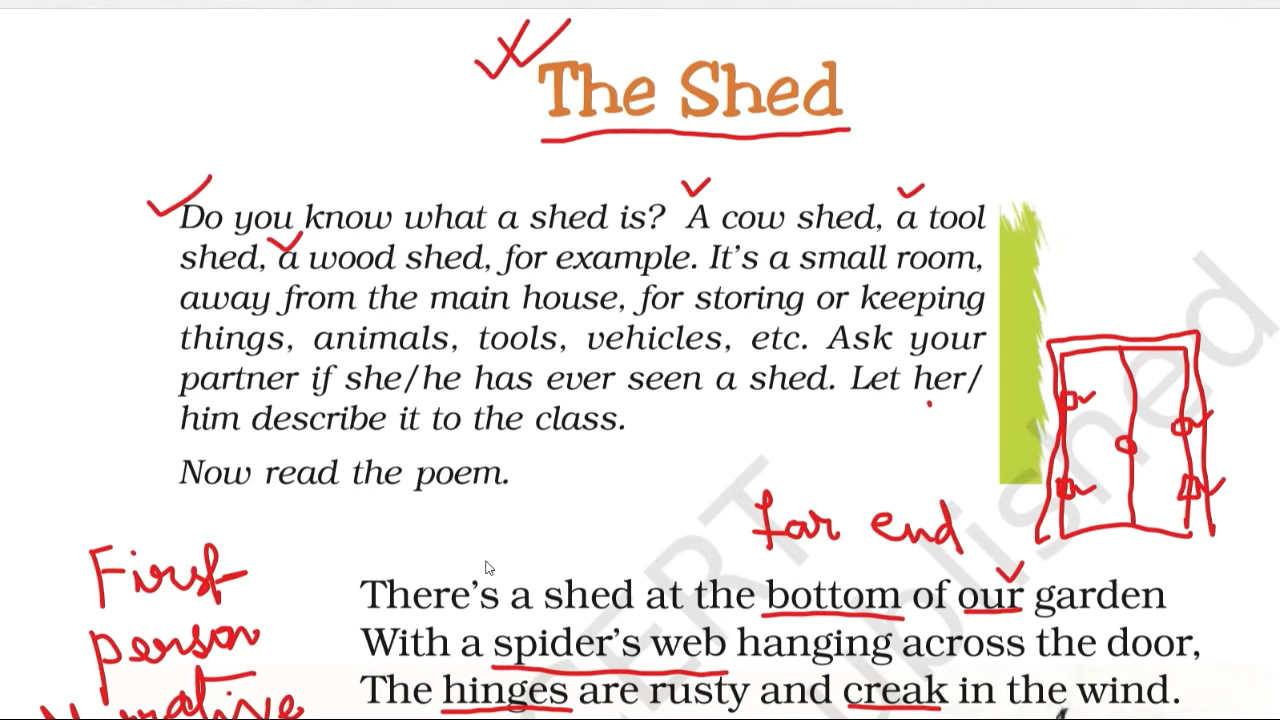 The Shed
Do you know what a shed is? A cow shed, a tool
shed, a wood shed, for example. It's a small room,
away from the main house, for storing or keeping
things, animals, tools, vehicles, etc. Ask your
partner if she/he has ever seen a shed. Let her/
him describe it to the class.
Now read the poem.
far end
First
person
Narrative
There's a shed at the bottom of our garden
With a spider's web hanging across the door,
The hinges are rusty and creak in the wind.